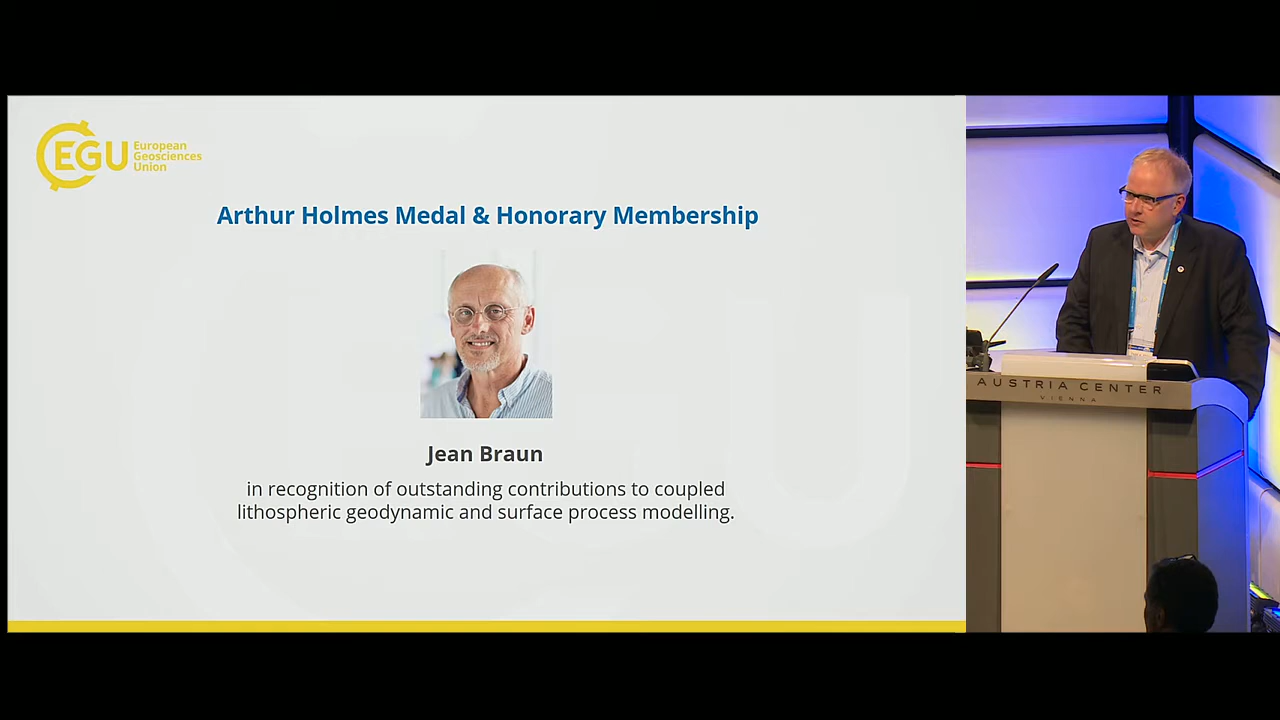 EGU
European
Geosciences
Union
Arthur Holmes Medal & Honorary Membership
Jean Braun
in recognition of outstanding contributions to coupled
lithospheric geodynamic and surface process modelling.
AUSTRIA CENTER
VIENNA